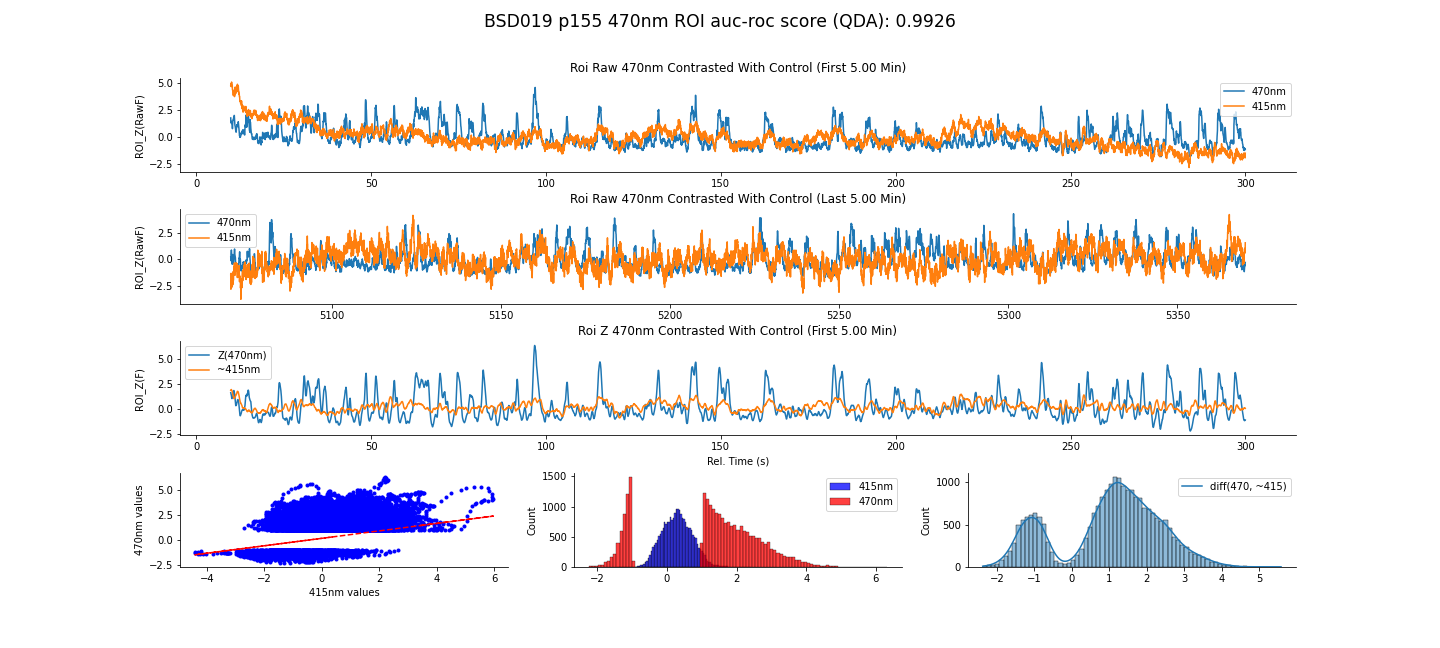 BSD019 p155 470nm ROI auc-roc score (QDA): 0.9926
Roi Raw 470nm Contrasted With Control (First 5.00 Min)
ROI_Z(RawF)
5.0
2.5
0.0
−2.5
470nm
415nm
0 50 100 150 200 250 300
Roi Raw 470nm Contrasted With Control (Last 5.00 Min)
ROI_Z(RawF)
2.5
0.0
−2.5
470nm
415nm
5100 5150 5200 5250 5300 5350
Roi Z 470nm Contrasted With Control (First 5.00 Min)
ROI_Z(F)
5.0
2.5
0.0
−2.5
Z(470nm)
~415nm
0 50 100 150 200 250 300
Rel. Time (s)
470nm values
5.0
2.5
0.0
−2.5
−4 −2 0 2 4 6
415nm values
Count
1500
1000
500
0
415nm
470nm
−2 0 2 4 6
Count
1000
500
0
diff(470, ~415)
−2 −1 0 1 2 3 4 5